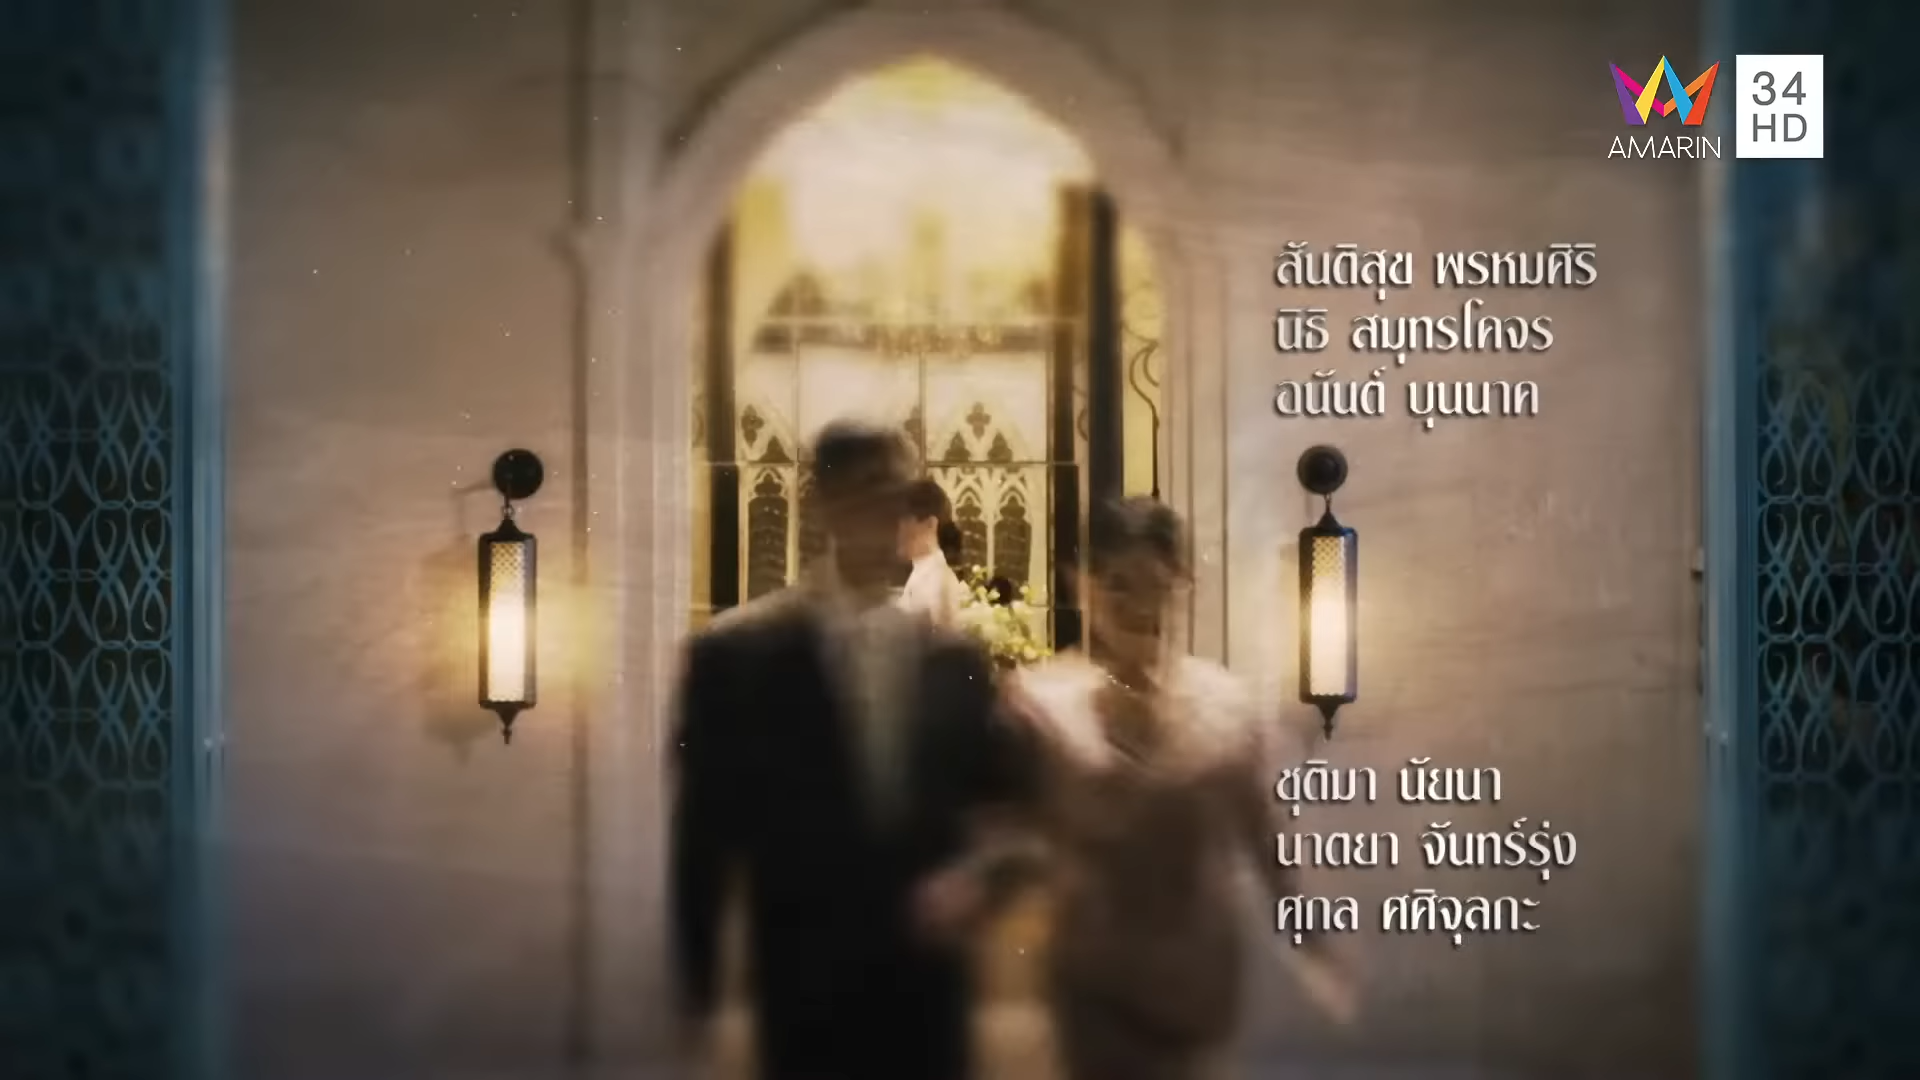 AMARIN
34
HD
สันติสุข พรหมศิริ
นิธิ สมุทรโคจร
อนันต์ บุนนาค
ชุติมา นัยนา
นาตยา จันทร์รุ่ง
ศุกล ศศิจุลกะ